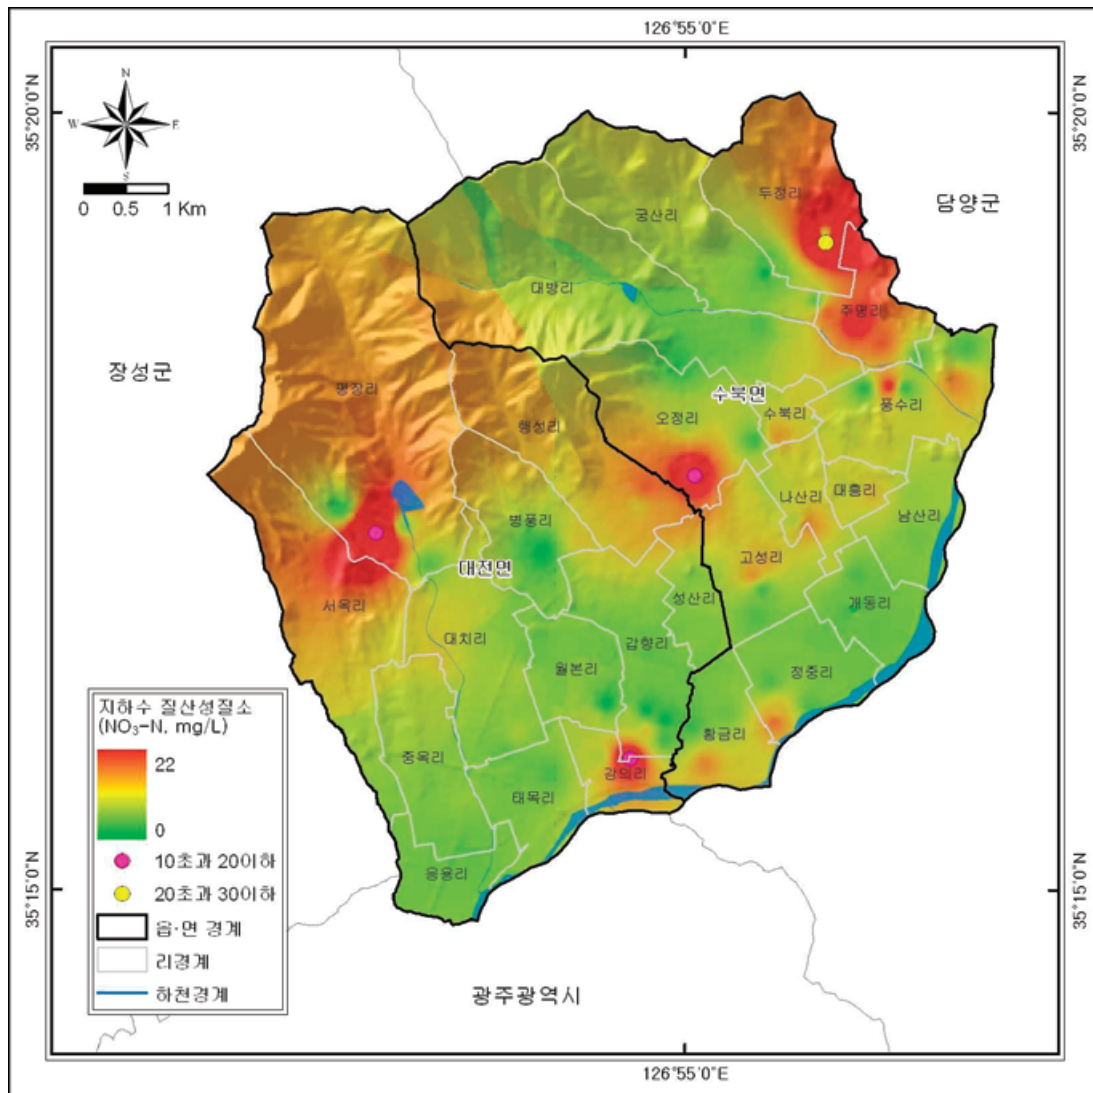 126°55'0"E
35°20'0"N
35°20'0"N
N
W
E
S
0 0.5 1 Km
두정리
담양군
궁산리
대방리
주명리
장성군
평장리
수북면
오정리
수북리
풍수리
행성리
나산리
대흥리
병풍리
남산리
고성리
대전면
성산리
개동리
서옥리
대치리
갑향리
월본리
정중리
황금리
중옥리
강의리
태목리
응용리
지하수 질산성질소
(NO₃-N. mg/L)
22
0
10초과 20이하
20초과 30이하
읍·면 경계
리경계
하천경계
35°15'0"N
35°15'0"N
광주광역시
126°55'0"E